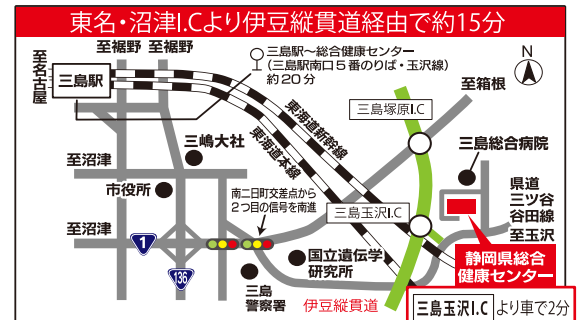 東名・沼津I.Cより伊豆縦貫道経由で約15分
至裾野
至裾野
至名古屋
三島駅
三島駅〜総合健康センター
（三島駅南口5番のりば・玉沢線）
約20分
N
東海道新幹線
東海道本線
三島塚原I.C
至箱根
三嶋大社
三島総合病院
至沼津
市役所
南二日町交差点から
2つ目の信号を南進
三島玉沢I.C
県道
三ツ谷
谷田線
至玉沢
至沼津
1
136
国立遺伝学
研究所
三島
警察署
伊豆縦貫道
静岡県総合
健康センター
三島玉沢I.Cより車で2分